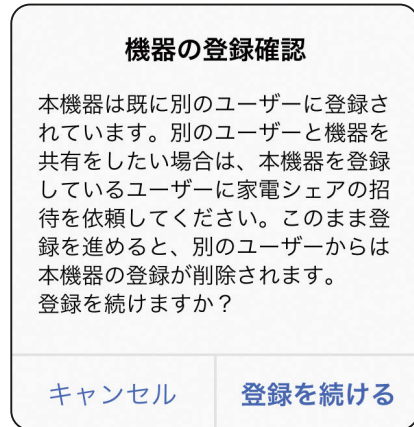 機器の登録確認
本機器は既に別のユーザーに登録さ
れています。別のユーザーと機器を
共有をしたい場合は、本機器を登録
しているユーザーに家電シェアの招
待を依頼してください。このまま登
録を進めると、別のユーザーからは
本機器の登録が削除されます。
登録を続けますか？
キャンセル 登録を続ける